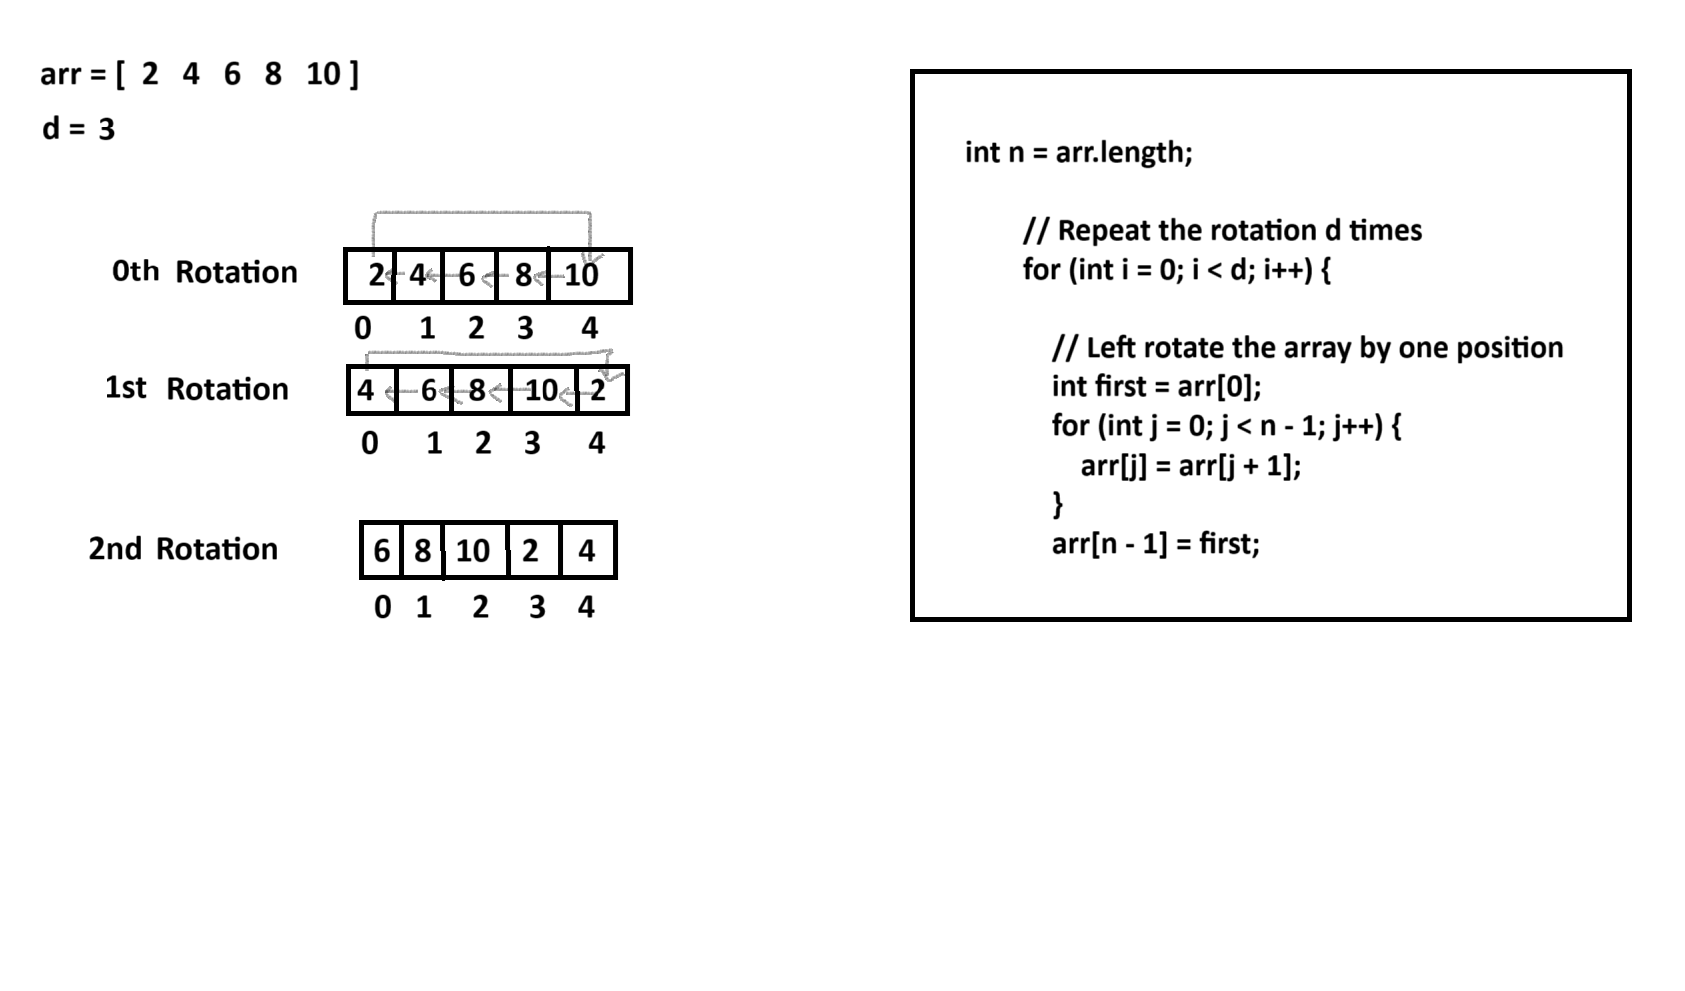 arr = [ 2 4 6 8 10 ]
d = 3
0th Rotation
2 4 6 8 10
0 1 2 3 4
1st Rotation
4 6 8 10 2
0 1 2 3 4
2nd Rotation
6 8 10 2 4
0 1 2 3 4
int n = arr.length;
// Repeat the rotation d times
for (int i = 0; i < d; i++) {
// Left rotate the array by one position
int first = arr[0];
for (int j = 0; j < n - 1; j++) {
arr[j] = arr[j + 1];
}
arr[n - 1] = first;